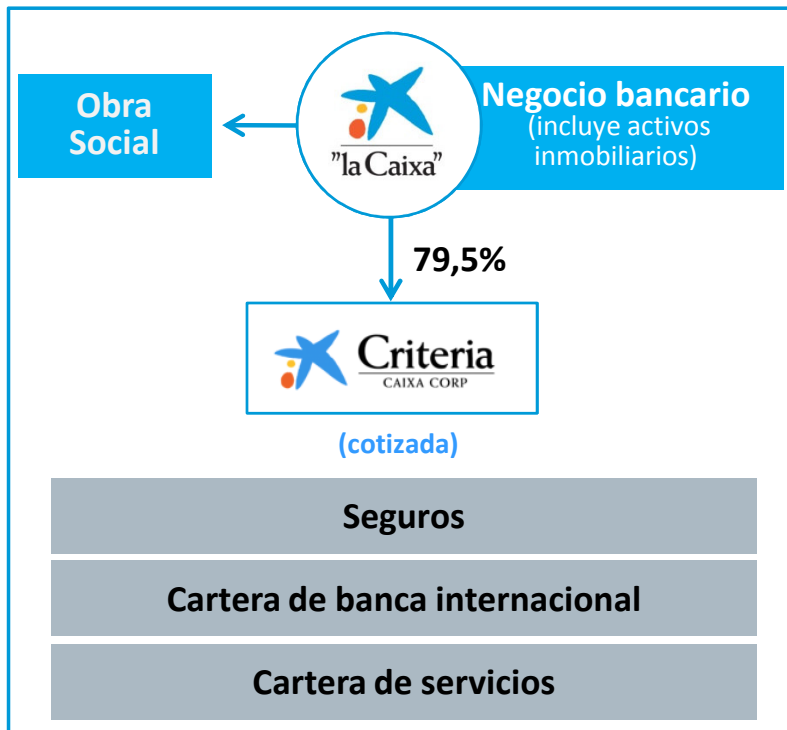 Obra
Social
"la Caixa"
Negocio bancario
(incluye activos
inmobiliarios)
79,5%
Criteria
CAIXA CORP
(cotizada)
Seguros
Cartera de banca internacional
Cartera de servicios